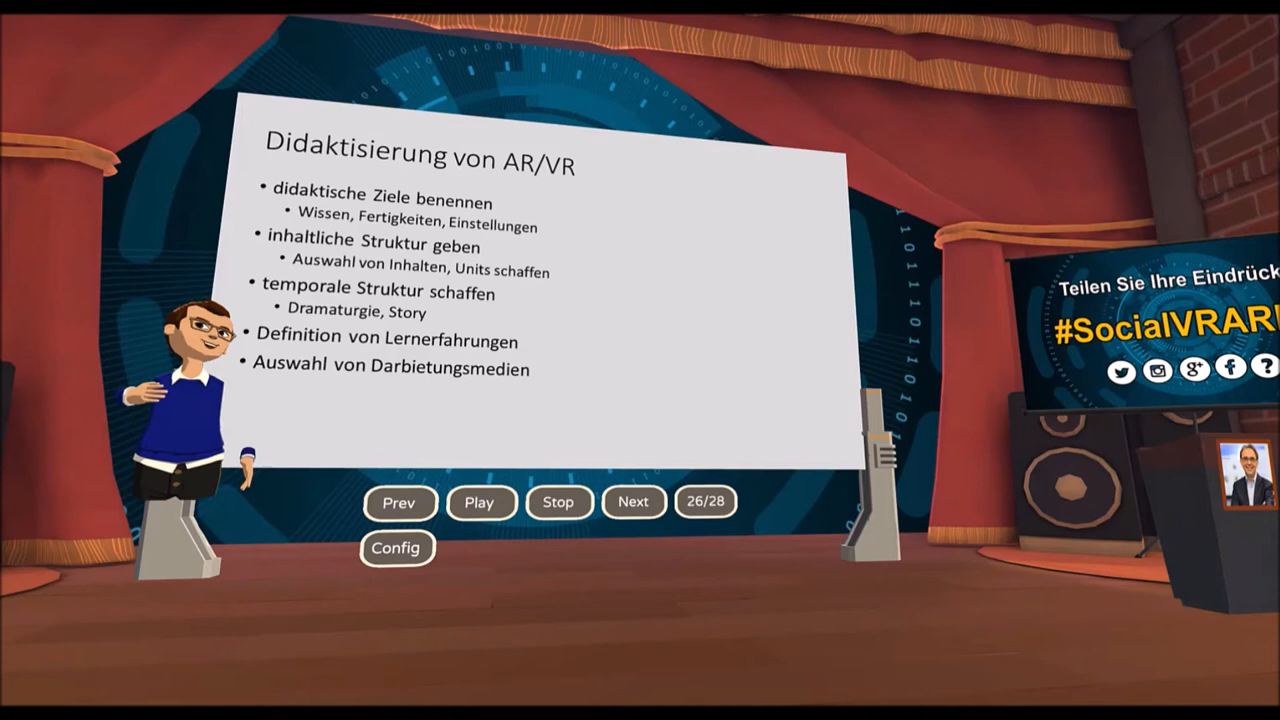 Didaktisierung von AR/VR
• didaktische Ziele benennen
• Wissen, Fertigkeiten, Einstellungen
• inhaltliche Struktur geben
• Auswahl von Inhalten, Units schaffen
• temporale Struktur schaffen
• Dramaturgie, Story
• Definition von Lernerfahrungen
• Auswahl von Darbietungsmedien
Prev Play Stop Next 26/28
Config
Teilen Sie Ihre Eindrück
#SocialVRAR
g+ f ?